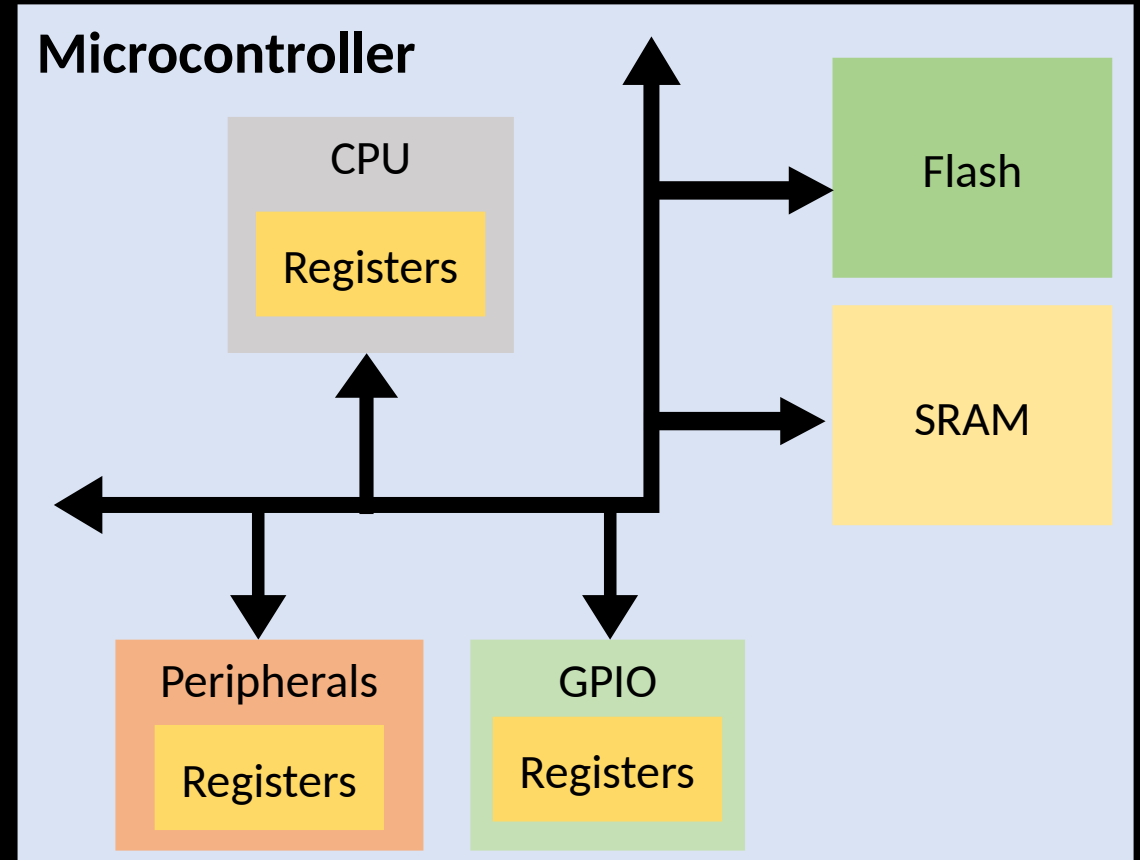 Microcontroller
CPU
Registers
Flash
SRAM
Peripherals
Registers
GPIO
Registers